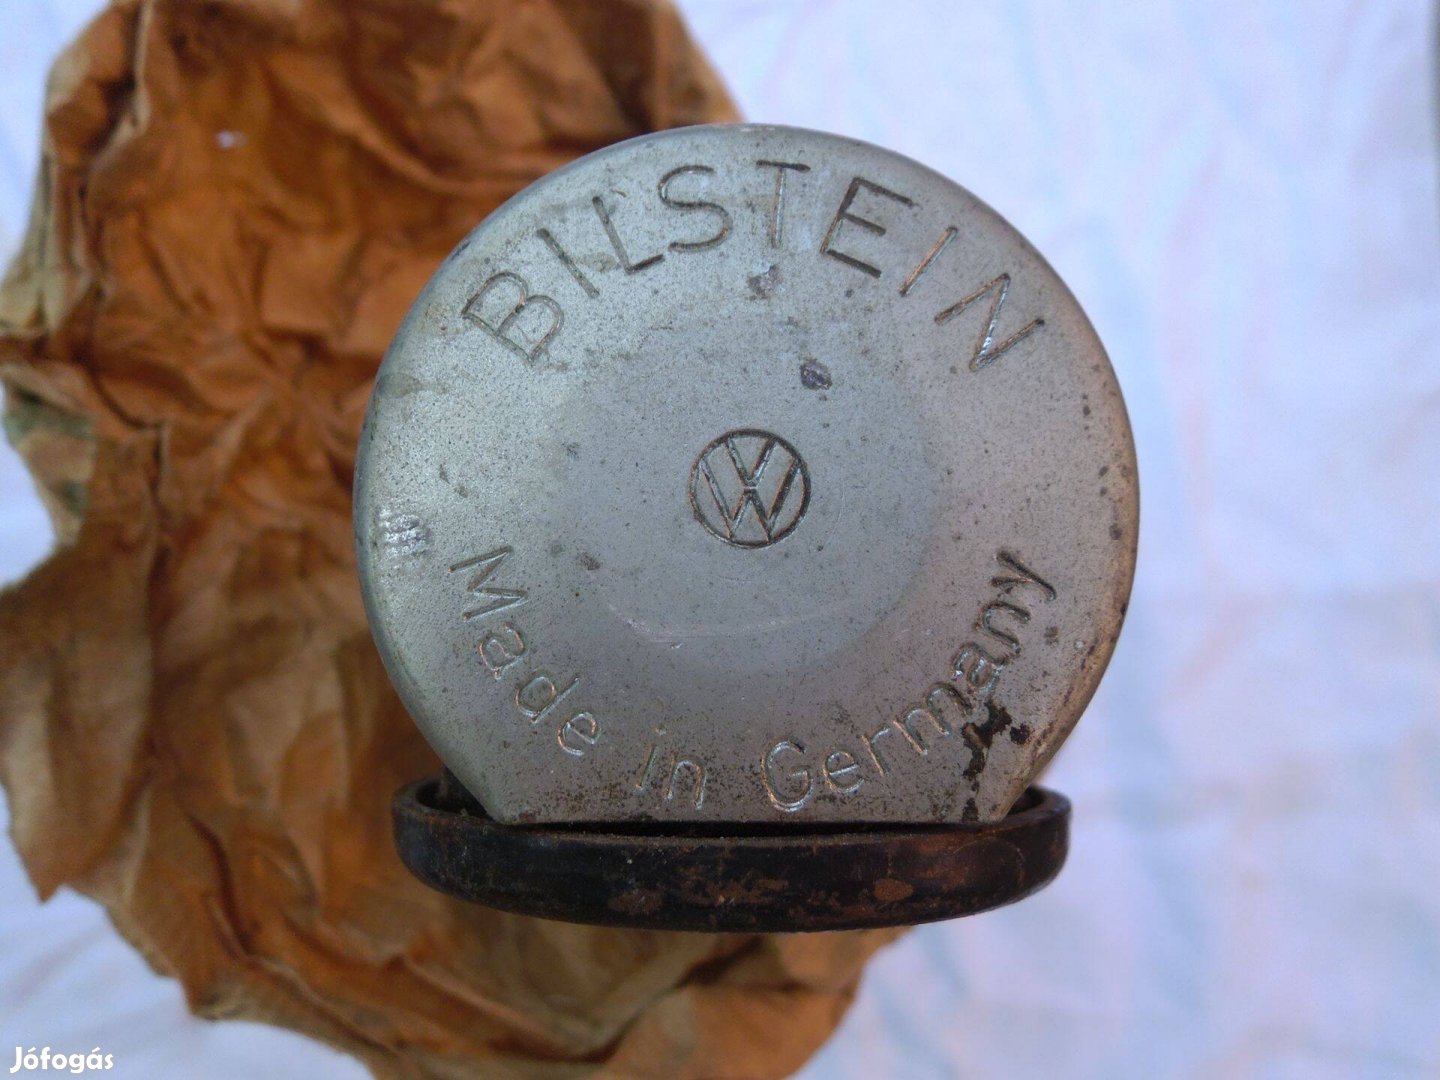 BILSTEIN
VW
Made in Germany
Jófogás